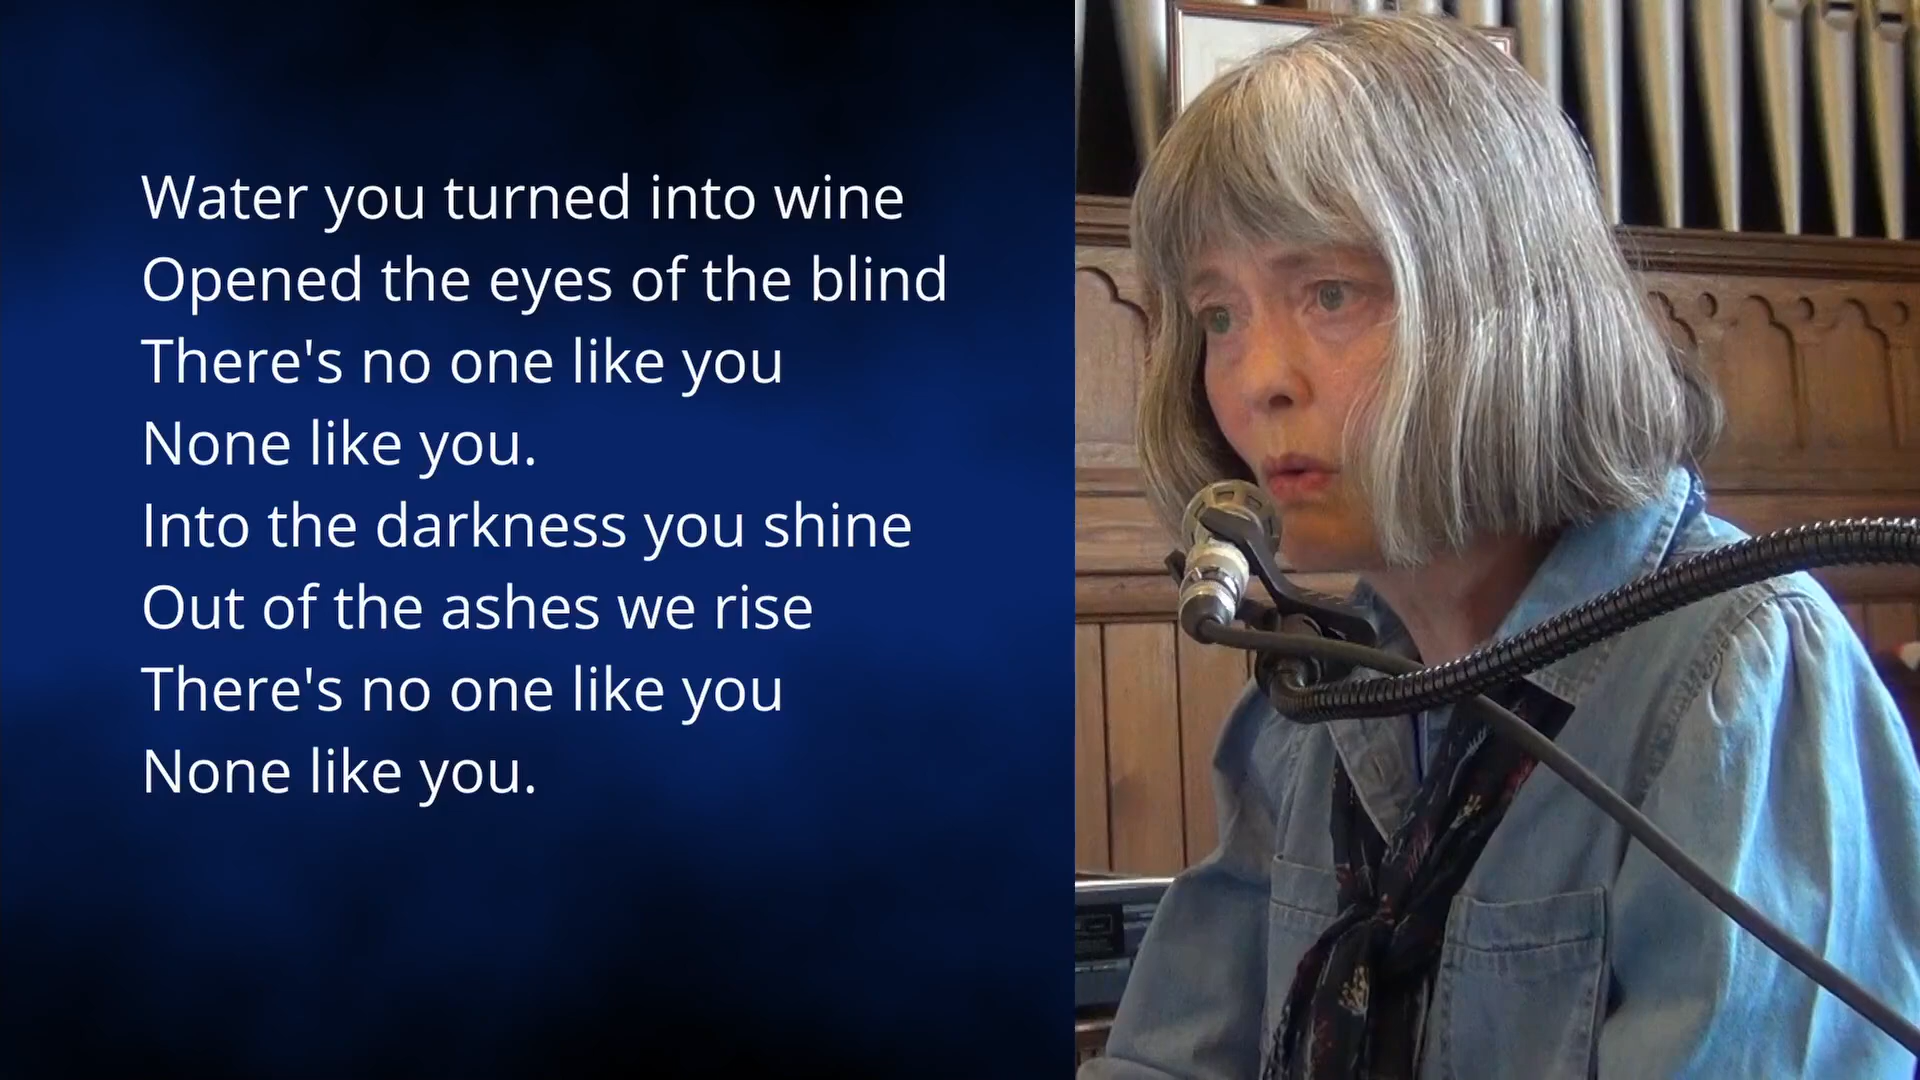 Water you turned into wine
Opened the eyes of the blind
There's no one like you
None like you.
Into the darkness you shine
Out of the ashes we rise
There's no one like you
None like you.